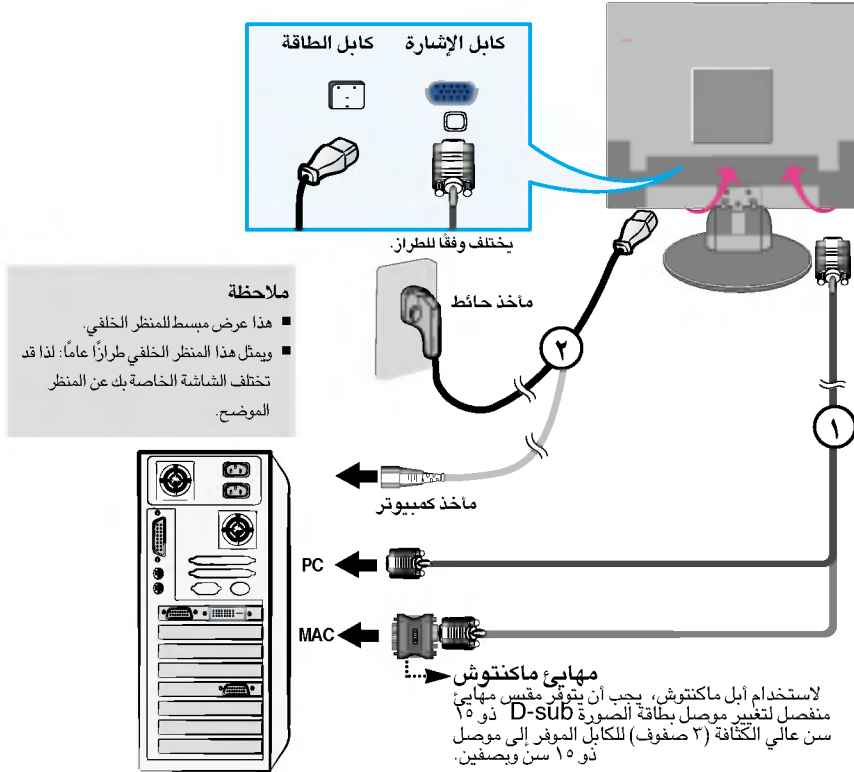 كابل الإشارة
كابل الطاقة
يختلف وفقًا للطراز.
مأخذ حائط
ملاحظة
■ هذا عرض مبسط للمنظر الخلفي.
■ ويمثل هذا المنظر الخلفي طرازًا عامًا: لذا قد
تختلف الشاشة الخاصة بك عن المنظر
الموضح.
٢
١
مأخذ كمبيوتر
PC
MAC
مهايئ ماكنتوش
لاستخدام أبل ماكنتوش، يجب أن يتوفر مقبس مهايئ
منفصل لتغيير موصل بطاقة الصورة D-sub ذو ١٥
سن عالي الكثافة (٣ صفوف) للكابل الموفر إلى موصل
ذو ١٥ سن وبصفين.